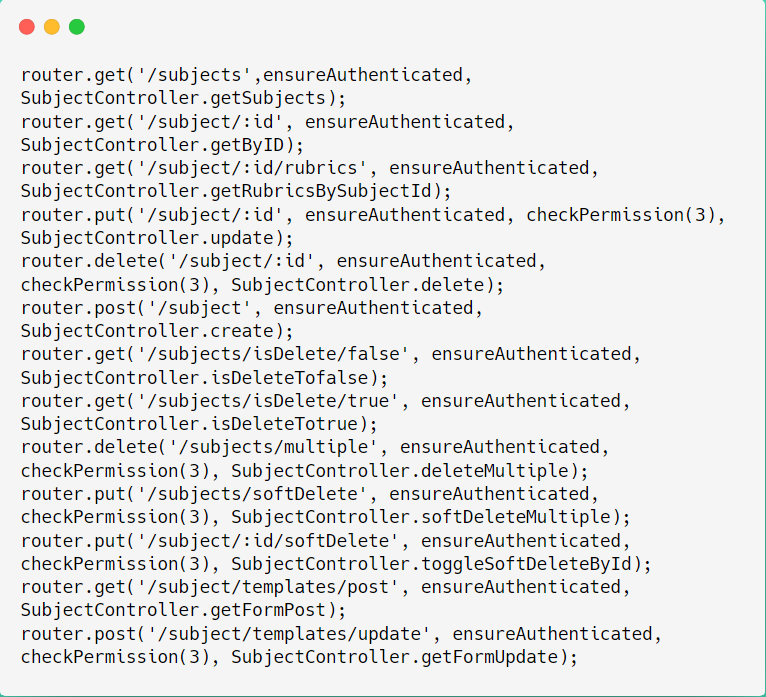 router.get('/subjects',ensureAuthenticated,
SubjectController.getSubjects);
router.get('/subject/:id', ensureAuthenticated,
SubjectController.getByID);
router.get('/subject/:id/rubrics', ensureAuthenticated,
SubjectController.getRubricsBySubjectId);
router.put('/subject/:id', ensureAuthenticated, checkPermission(3),
SubjectController.update);
router.delete('/subject/:id', ensureAuthenticated,
checkPermission(3), SubjectController.delete);
router.post('/subject', ensureAuthenticated,
SubjectController.create);
router.get('/subjects/isDelete/false', ensureAuthenticated,
SubjectController.isDeleteTofalse);
router.get('/subjects/isDelete/true', ensureAuthenticated,
SubjectController.isDeleteTotrue);
router.delete('/subjects/multiple', ensureAuthenticated,
checkPermission(3), SubjectController.deleteMultiple);
router.put('/subjects/softDelete', ensureAuthenticated,
checkPermission(3), SubjectController.softDeleteMultiple);
router.put('/subject/:id/softDelete', ensureAuthenticated,
checkPermission(3), SubjectController.toggleSoftDeleteById);
router.get('/subject/templates/post', ensureAuthenticated,
SubjectController.getFormPost);
router.post('/subject/templates/update', ensureAuthenticated,
checkPermission(3), SubjectController.getFormUpdate);